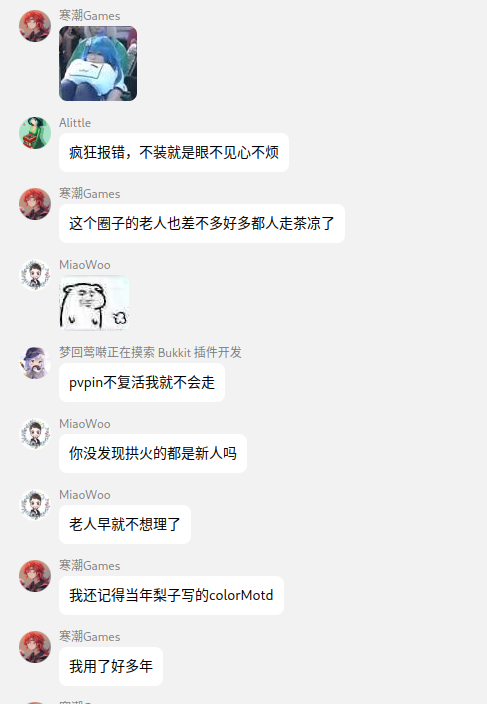 寒潮Games
Alittle
疯狂报错，不装就是眼不见心不烦
寒潮Games
这个圈子的老人也差不多好多都人走茶凉了
MiaoWoo
梦回莺啭正在摸索 Bukkit 插件开发
pvpin不复活我就不会走
MiaoWoo
你没发现拱火的都是新人吗
MiaoWoo
老人早就不想理了
寒潮Games
我还记得当年梨子写的colorMotd
寒潮Games
我用了好多年